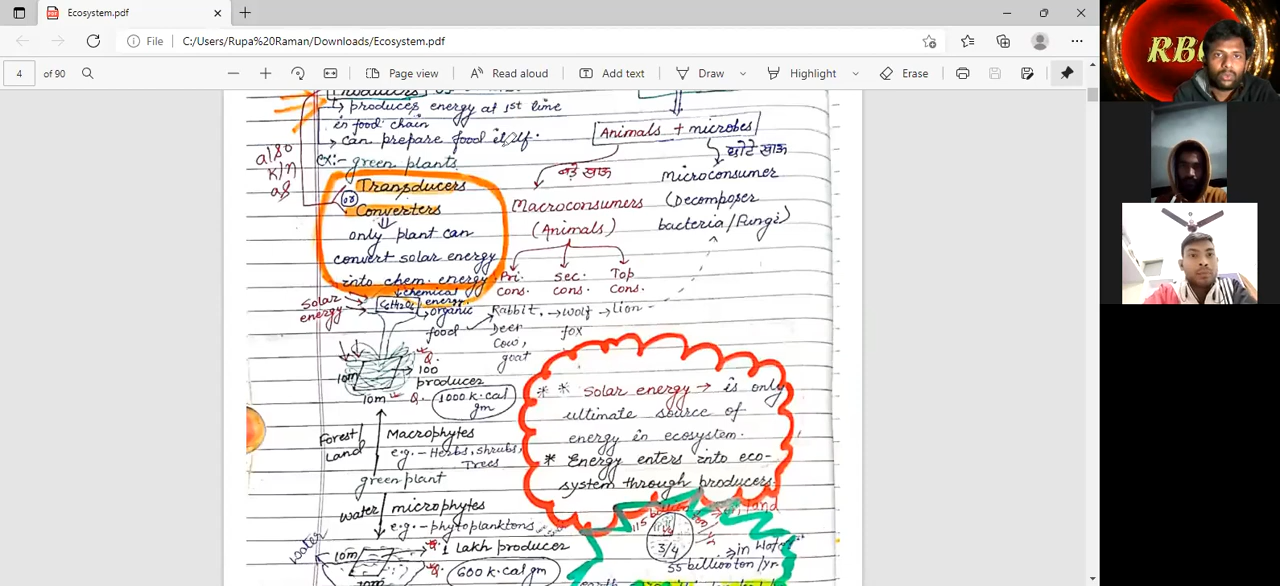 Ecosystem.pdf
File
C:/Users/Rupa%20Raman/Downloads/Ecosystem.pdf
4 of 90
Page view
Read aloud
Add text
Draw
Highlight
Erase
RB
Producers
↳ produces energy at 1st line
in food chain
↳ can prepare food itself.
ex:- green plants
also
k/n
as
Transducers
(or)
Converters
only plant can
convert solar energy
into chem. energy.
Animals + microbes
बड़े खाऊ
छोटे खाऊ
Macroconsumers
(Animals)
microconsumer
(Decomposer
bacteria/Fungi)
Pri. cons.
Sec. cons.
Top cons.
Rabbit → wolf → lion
Deer
Cow,
goat
fox
Solar energy
C₆H₁₂O₆
chemical energy
organic
food
10m
10m
Q.
100
producer
Q.
1000 k.cal
gm
Forest
Land
Macrophytes
e.g. - Herbs, shrubs,
Trees
green plant
water
microphytes
e.g. - phytoplanktons
water
10m
10m
Q. 1 lakh producer
Q. 600 k.cal gm
** Solar energy → is only
ultimate source of
energy in ecosystem.
* Energy enters into eco-
system through producers.
land
3/4
→ in
55 billion ton/yr.